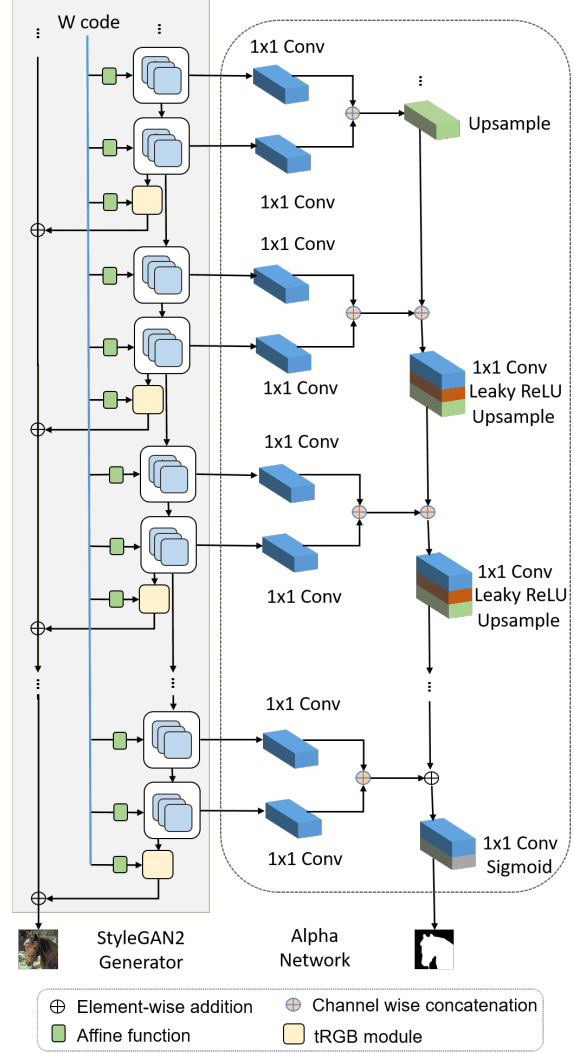 W code
1x1 Conv
Upsample
1x1 Conv
1x1 Conv
1x1 Conv
Leaky ReLU
Upsample
1x1 Conv
1x1 Conv
1x1 Conv
Leaky ReLU
Upsample
1x1 Conv
1x1 Conv
1x1 Conv
Sigmoid
1x1 Conv
StyleGAN2
Generator
Alpha
Network
Element-wise addition
Channel wise concatenation
Affine function
tRGB module